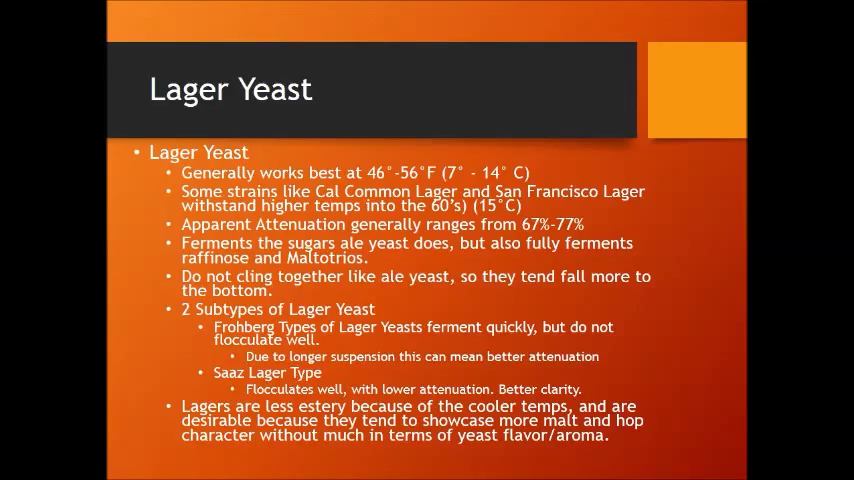 Lager Yeast
• Lager Yeast
• Generally works best at 46°-56°F (7° - 14° C)
• Some strains like Cal Common Lager and San Francisco Lager
withstand higher temps into the 60’s) (15°C)
• Apparent Attenuation generally ranges from 67%-77%
• Ferments the sugars ale yeast does, but also fully ferments
raffinose and Maltotrios.
• Do not cling together like ale yeast, so they tend fall more to
the bottom.
• 2 Subtypes of Lager Yeast
• Frohberg Types of Lager Yeasts ferment quickly, but do not
flocculate well.
• Due to longer suspension this can mean better attenuation
• Saaz Lager Type
• Flocculates well, with lower attenuation. Better clarity.
• Lagers are less estery because of the cooler temps, and are
desirable because they tend to showcase more malt and hop
character without much in terms of yeast flavor/aroma.